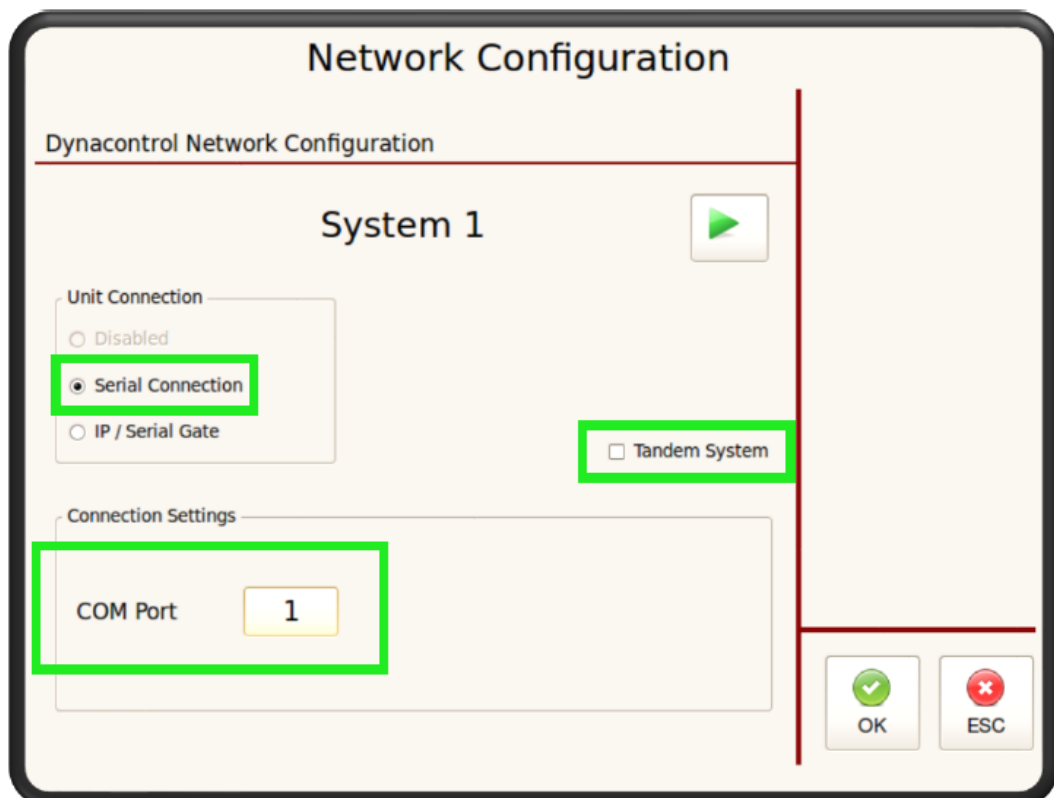 Network Configuration
Dynacontrol Network Configuration
System 1
Unit Connection
Disabled
Serial Connection
IP / Serial Gate
Tandem System
Connection Settings
COM Port 1
OK ESC